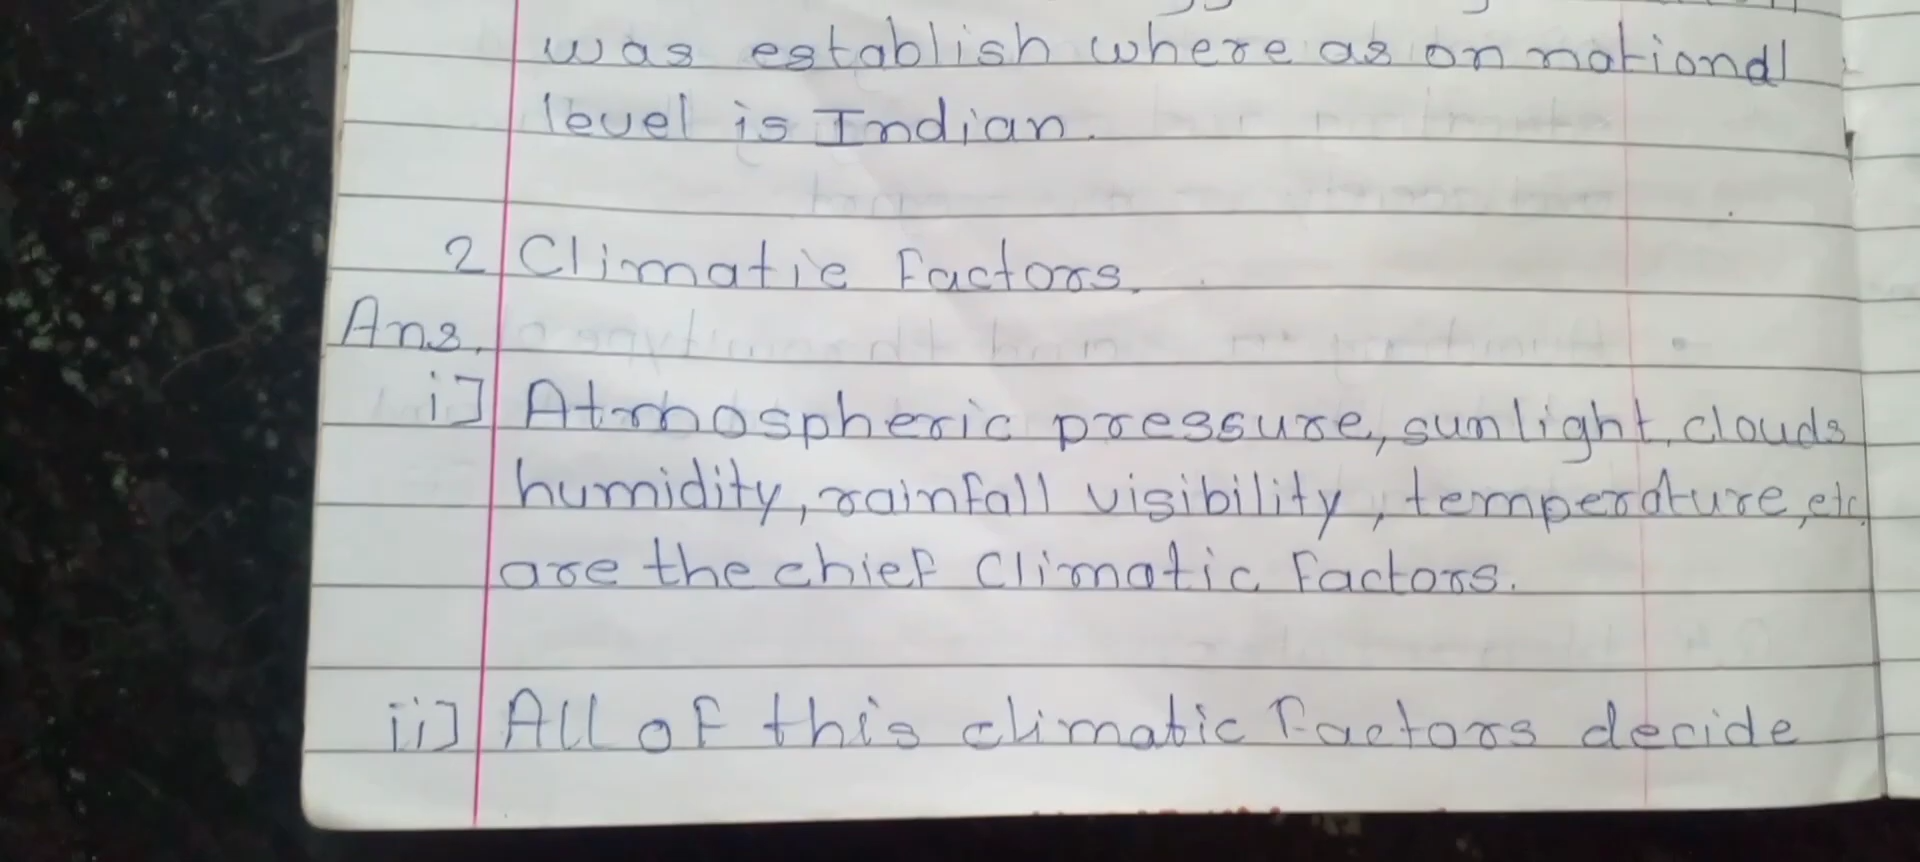 was establish where as on national
level is Indian.
2 Climatic Factors.
Ans.
i] Atmospheric pressure, sunlight, clouds
humidity, rainfall visibility, temperature, etc.
are the chief Climatic Factors.
ii] All of this climatic Factors decide